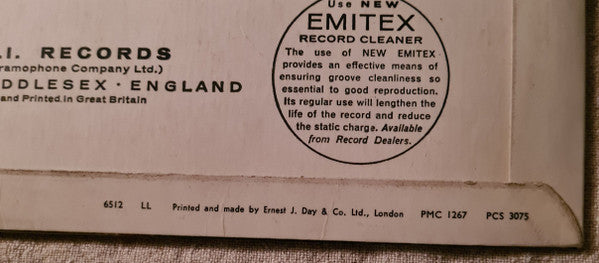 Use NEW
EMITEX
RECORD CLEANER
The use of NEW EMITEX
provides an effective means of
ensuring groove cleanliness so
essential to good reproduction.
Its regular use will lengthen the
life of the record and reduce
the static charge. Available
from Record Dealers.
.I. RECORDS
ramophone Company Ltd.)
DDLESEX · ENGLAND
and Printed in Great Britain
6512 LL Printed and made by Ernest J. Day & Co. Ltd., London PMC 1267 PCS 3075